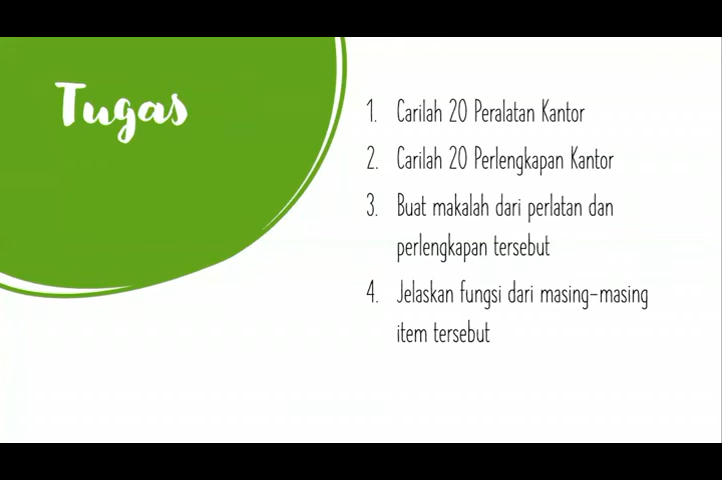 Tugas
1. Carilah 20 Peralatan Kantor
2. Carilah 20 Perlengkapan Kantor
3. Buat makalah dari perlatan dan
perlengkapan tersebut
4. Jelaskan fungsi dari masing-masing
item tersebut